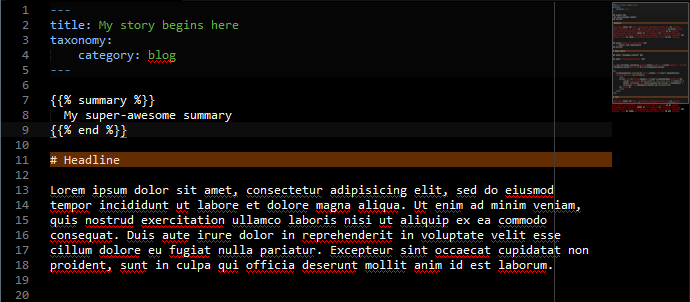 1 ---
2 title: My story begins here
3 taxonomy:
4     category: blog
5 ---
6
7 {{% summary %}}
8   My super-awesome summary
9 {{% end %}}
10
11 # Headline
12
13 Lorem ipsum dolor sit amet, consectetur adipisicing elit, sed do eiusmod
14 tempor incididunt ut labore et dolore magna aliqua. Ut enim ad minim veniam,
15 quis nostrud exercitation ullamco laboris nisi ut aliquip ex ea commodo
16 consequat. Duis aute irure dolor in reprehenderit in voluptate velit esse
17 cillum dolore eu fugiat nulla pariatur. Excepteur sint occaecat cupidatat non
18 proident, sunt in culpa qui officia deserunt mollit anim id est laborum.
19
20